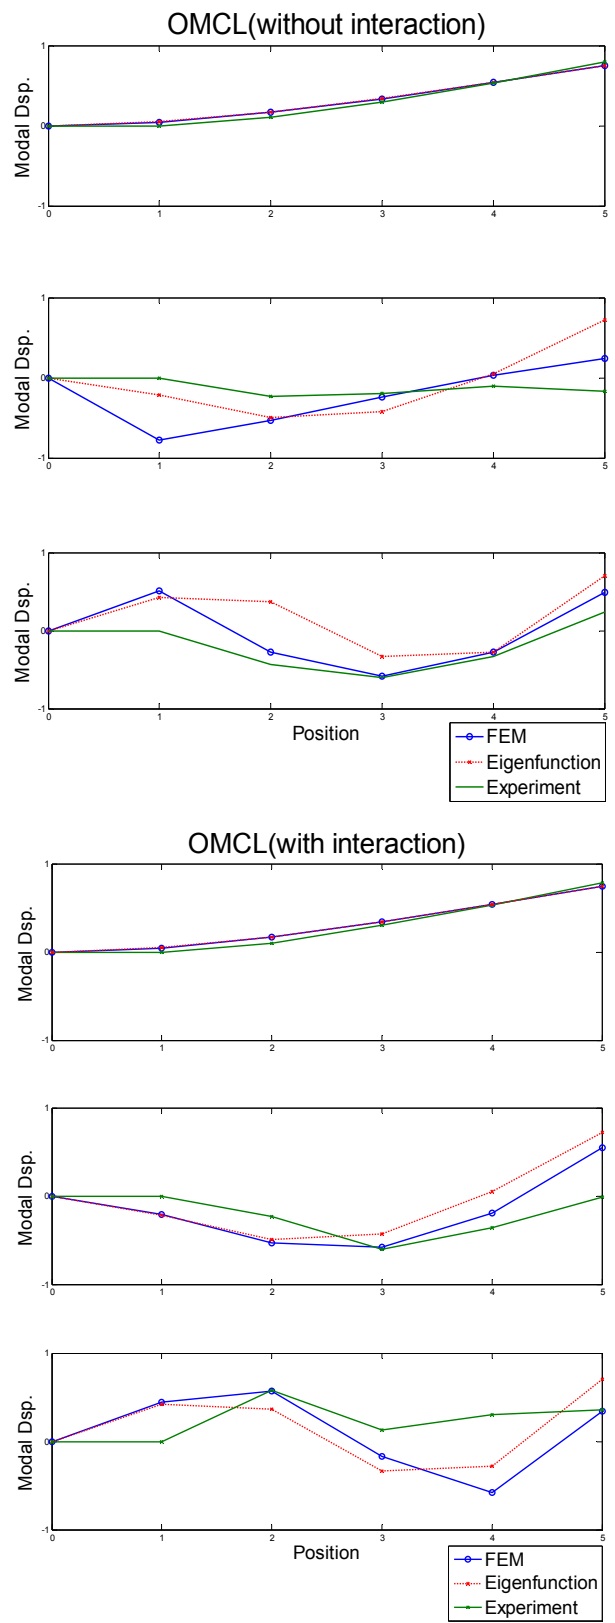 OMCL(without interaction)
1
0
-1
Modal Dsp.
0 1 2 3 4 5
1
0
-1
Modal Dsp.
0 1 2 3 4 5
1
0
-1
Modal Dsp.
0 1 2 3 4 5
Position
FEM
Eigenfunction
Experiment
OMCL(with interaction)
1
0
-1
Modal Dsp.
0 1 2 3 4 5
1
0
-1
Modal Dsp.
0 1 2 3 4 5
1
0
-1
Modal Dsp.
0 1 2 3 4 5
Position
FEM
Eigenfunction
Experiment